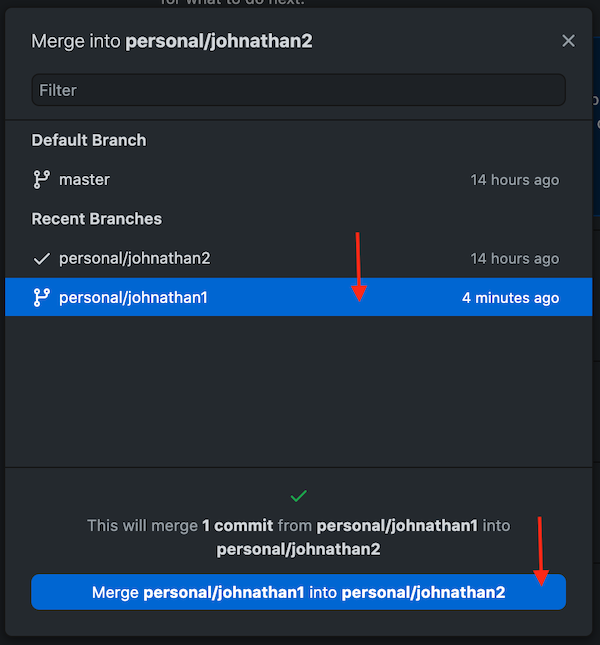 for what to do next.
Merge into personal/johnathan2
Filter
Default Branch
master 14 hours ago
Recent Branches
personal/johnathan2 14 hours ago
personal/johnathan1 4 minutes ago
This will merge 1 commit from personal/johnathan1 into
personal/johnathan2
Merge personal/johnathan1 into personal/johnathan2